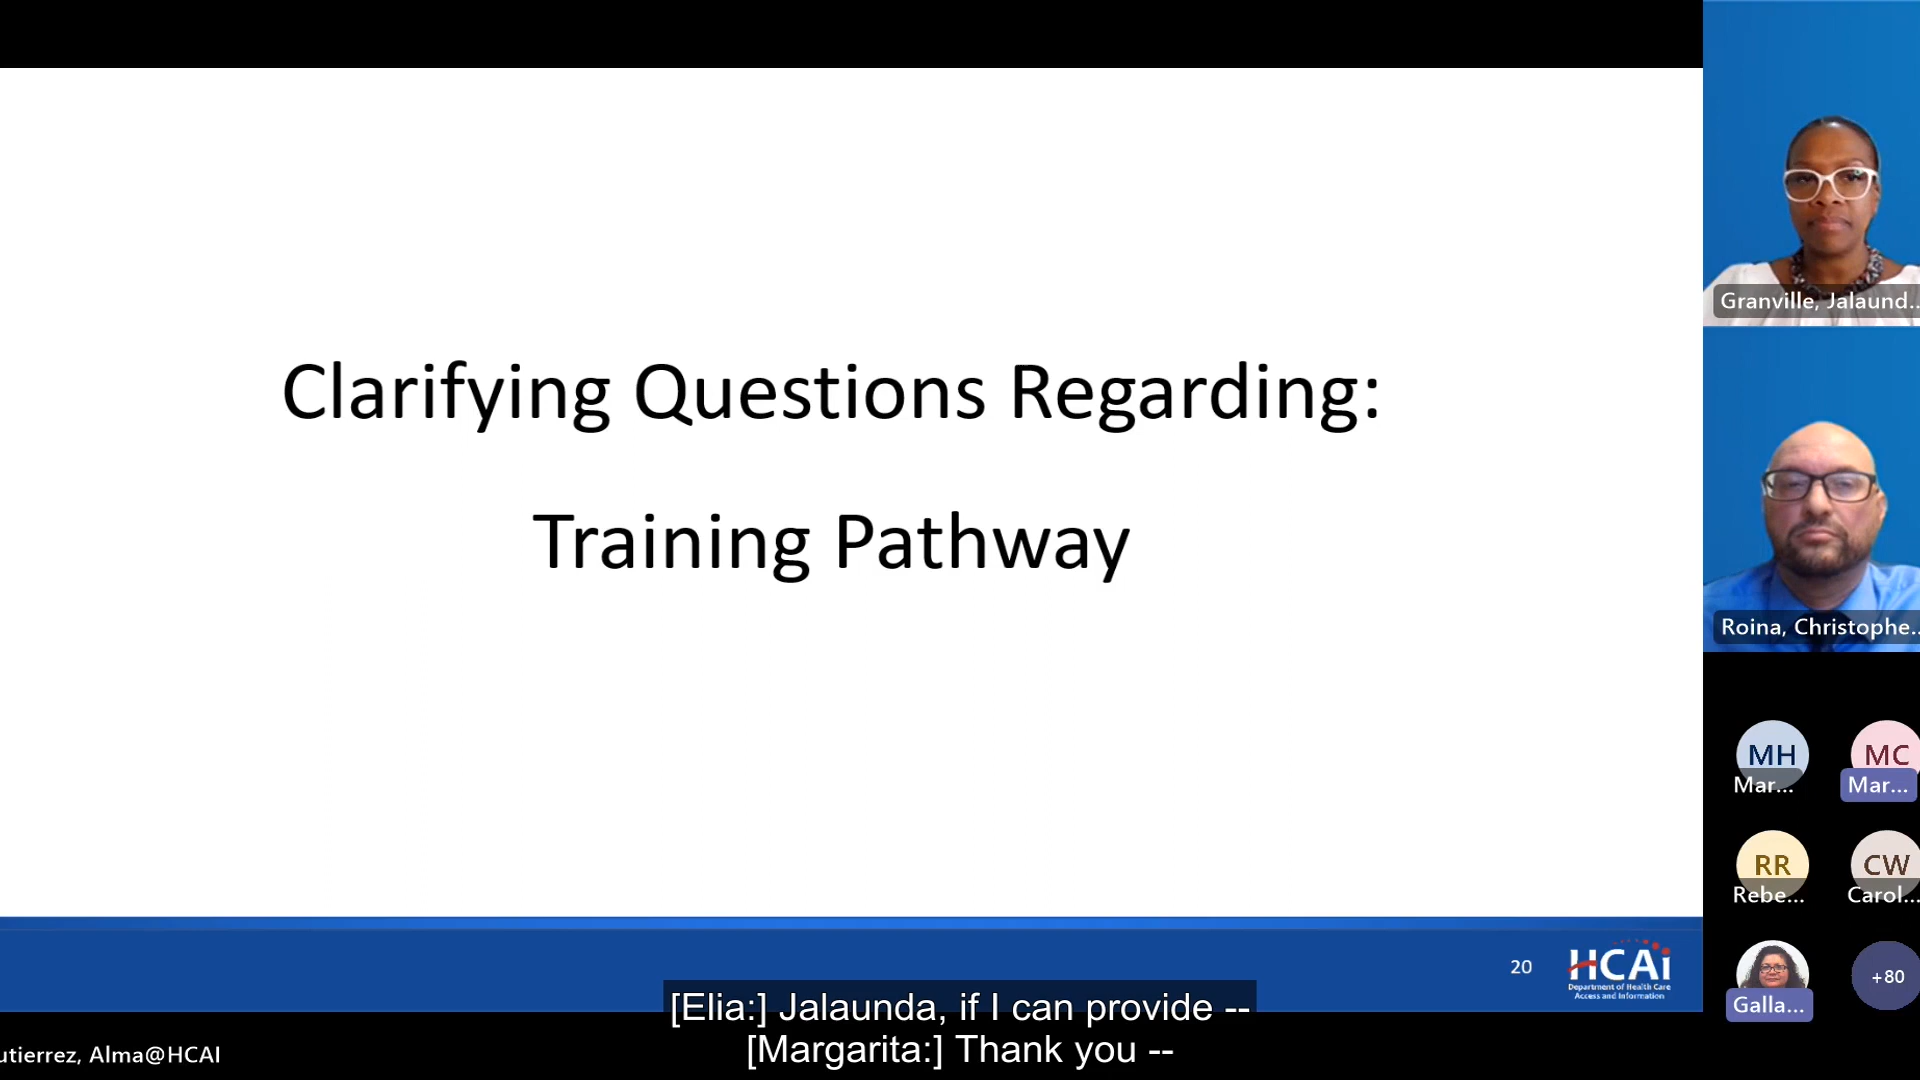 Clarifying Questions Regarding:
Training Pathway
20
HCAi
Department of Health Care
Access and Information
Granville, Jalaund...
Roina, Christophe...
MH
Mar...
MC
Mar...
RR
Rebe...
CW
Carol...
Galla...
+80
[Elia:] Jalaunda, if I can provide --
[Margarita:] Thank you --
utierrez, Alma@HCAI